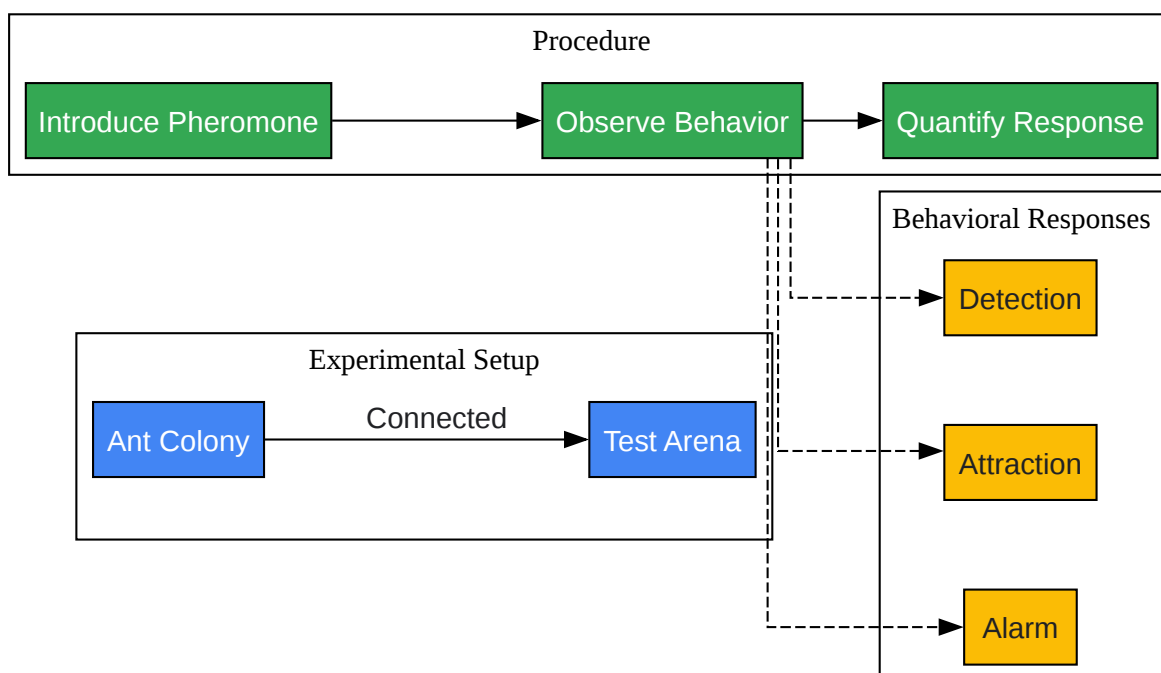 Procedure
Introduce Pheromone
Observe Behavior
Quantify Response
Behavioral Responses
Detection
Experimental Setup
Ant Colony
Connected
Test Arena
Attraction
Alarm